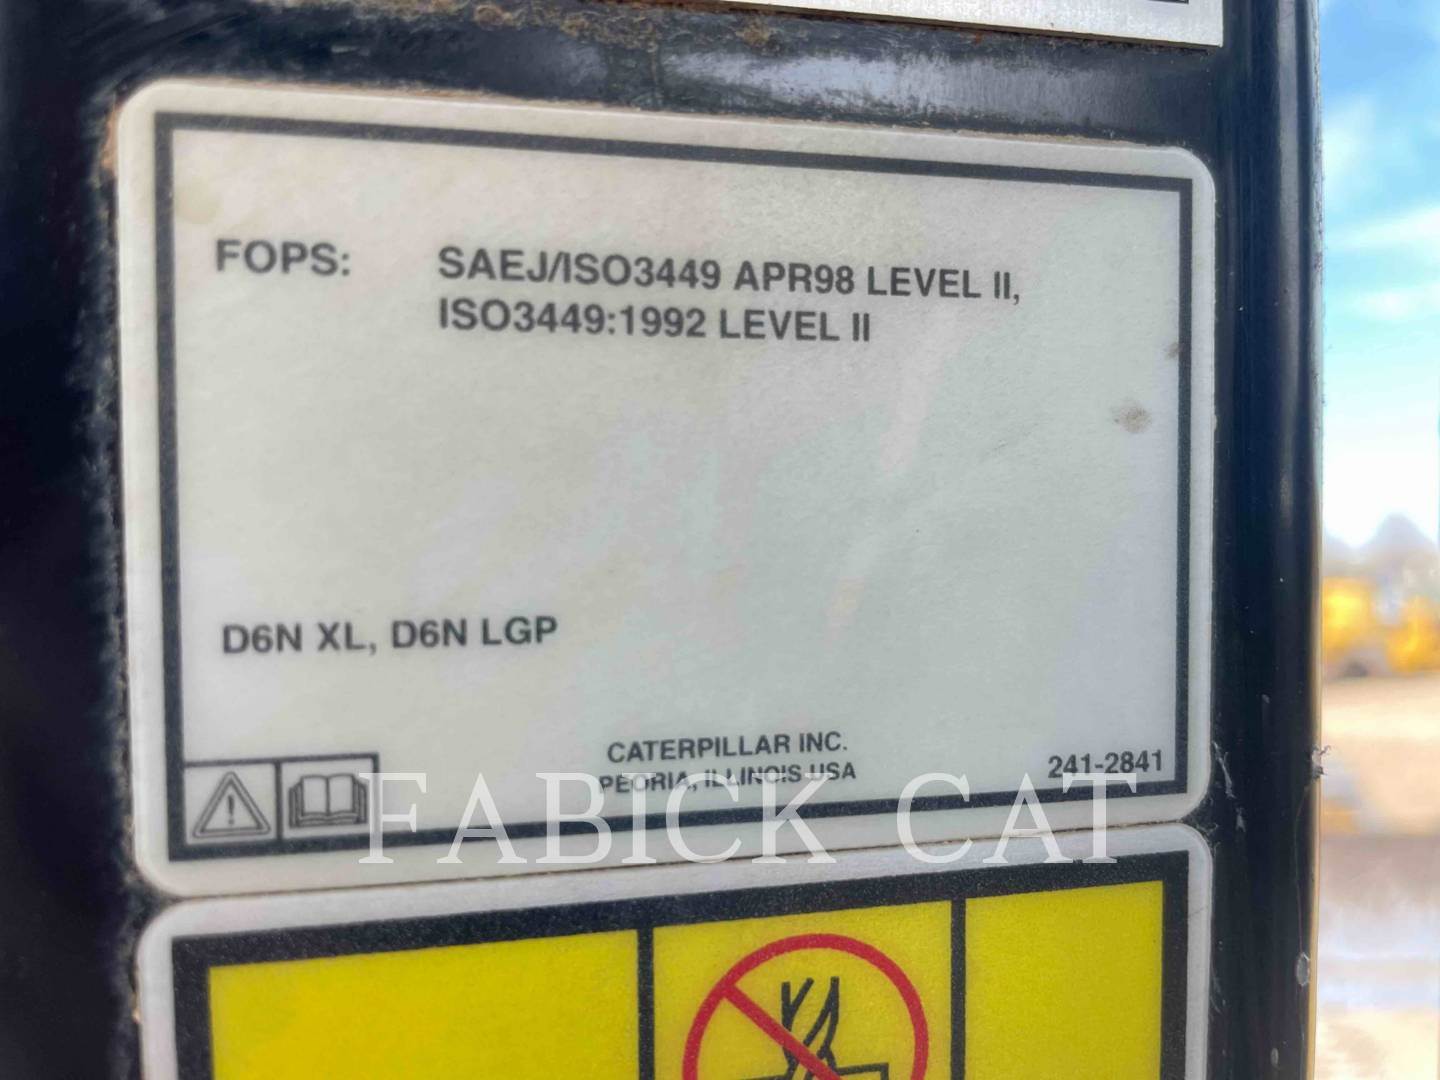 FOPS: SAEJ/ISO3449 APR98 LEVEL II,
ISO3449:1992 LEVEL II
D6N XL, D6N LGP
CATERPILLAR INC.
PEORIA, ILLINOIS USA
241-2841
FABICK CAT